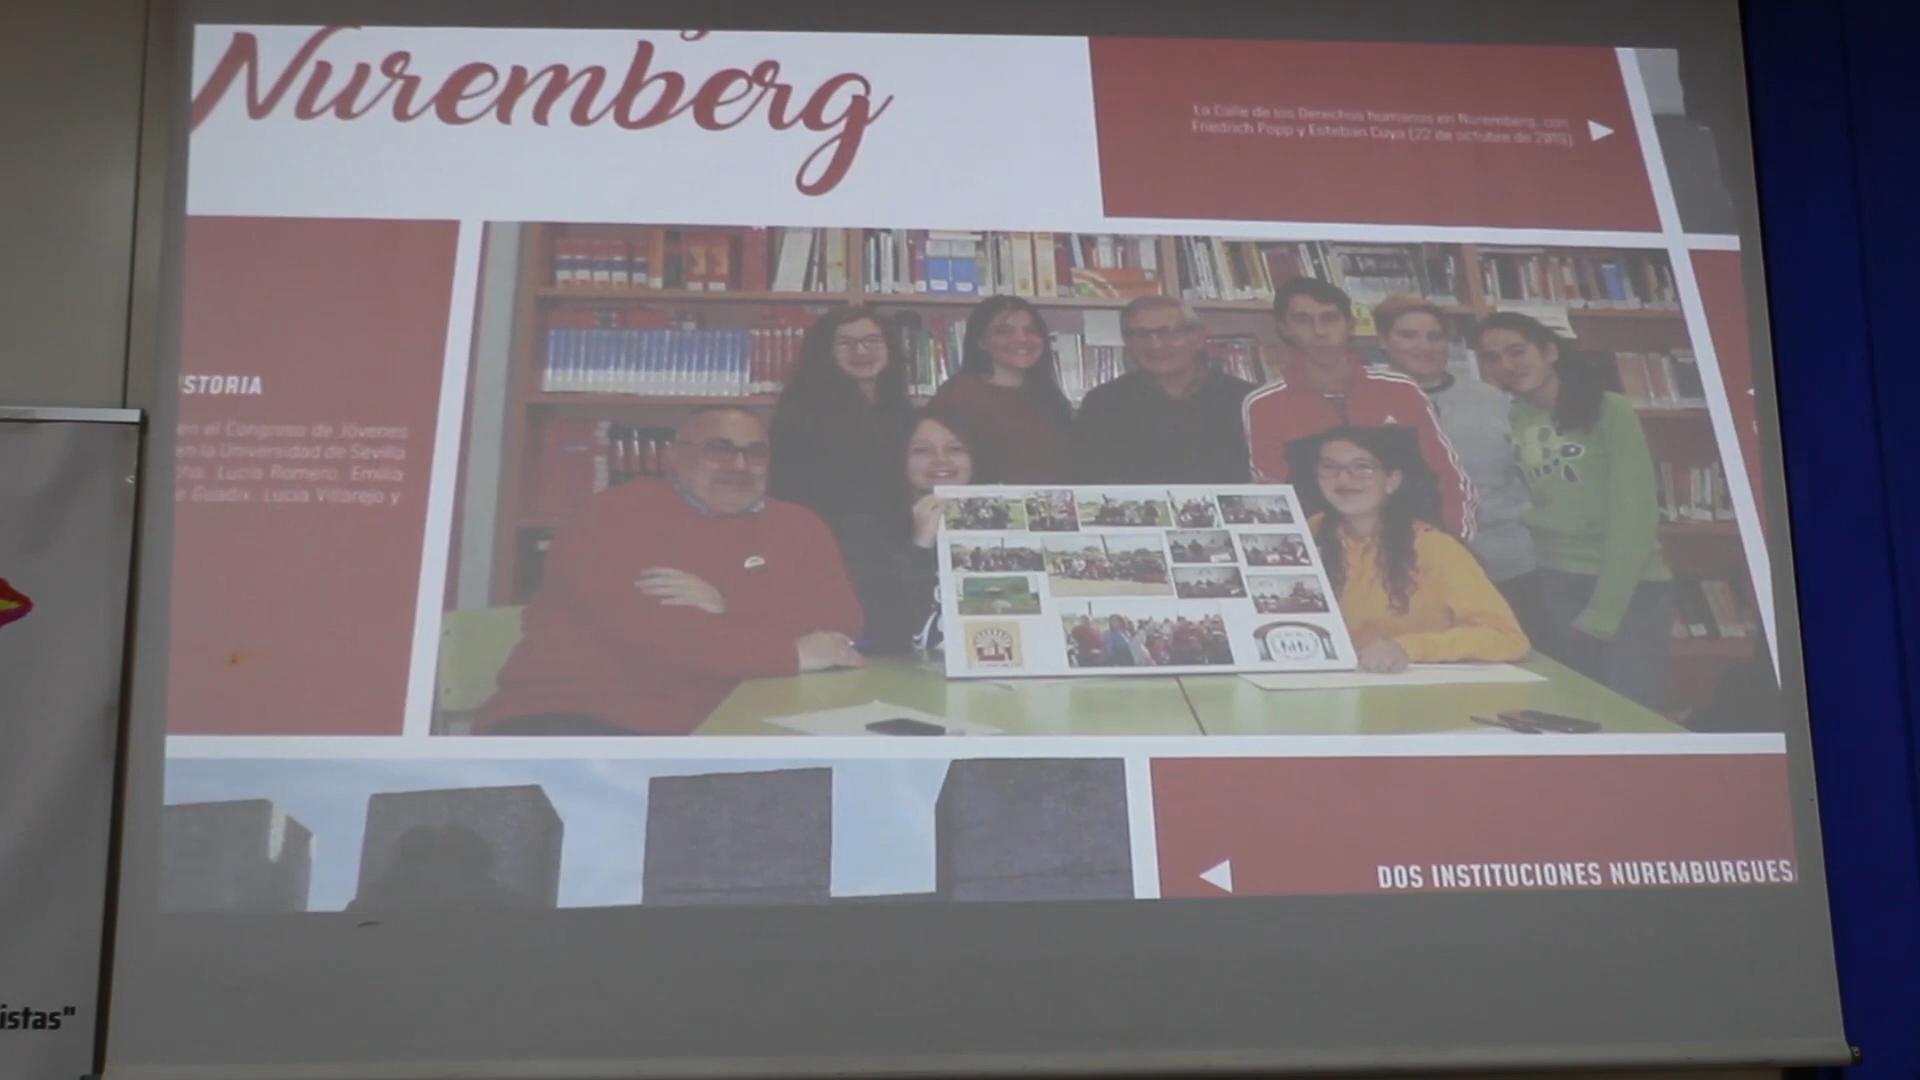 Nuremberg
La Calle de los Derechos humanos en Nuremberg, con
Friedrich Popp y Esteban Cuya (22 de octubre de 2019)
STORIA
en el Congreso de Jóvenes
en la Universidad de Sevilla
Lucía Romero, Emilia
Guadix, Lucía Villarejo y
DOS INSTITUCIONES NUREMBURGUES
istas"